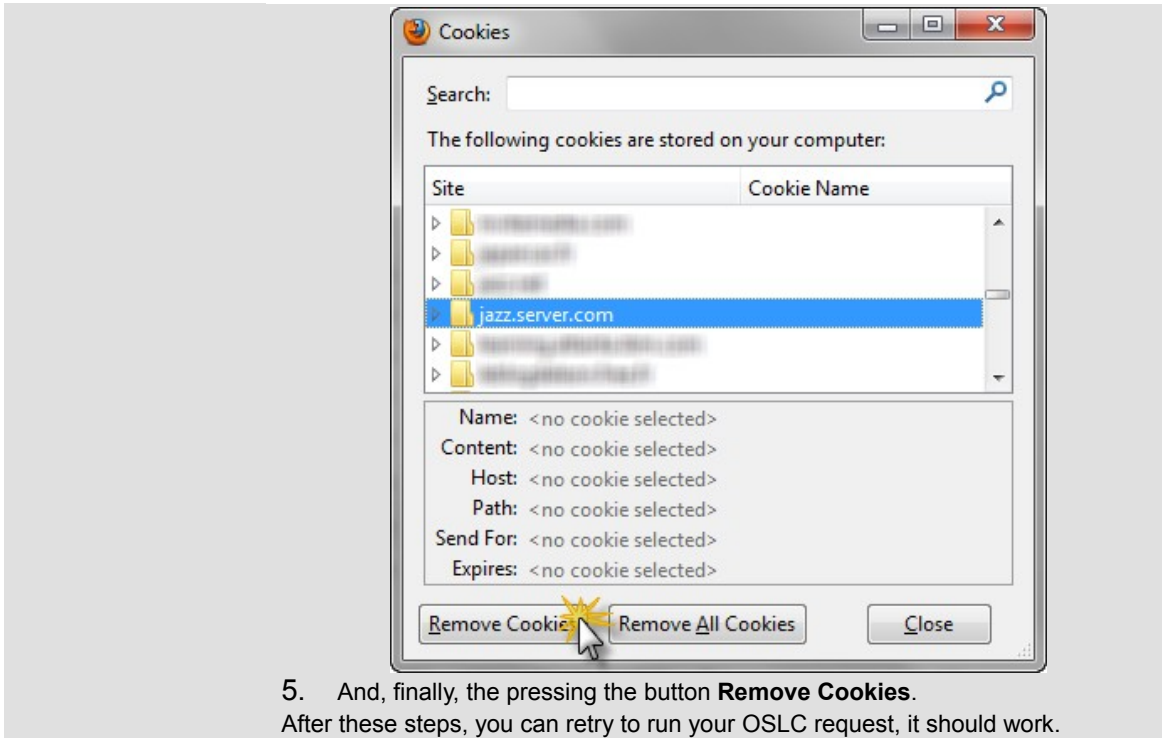 Cookies
Search:
The following cookies are stored on your computer:
Site Cookie Name
jazz.server.com
Name: <no cookie selected>
Content: <no cookie selected>
Host: <no cookie selected>
Path: <no cookie selected>
Send For: <no cookie selected>
Expires: <no cookie selected>
Remove Cookies Remove All Cookies Close
5. And, finally, the pressing the button Remove Cookies.
After these steps, you can retry to run your OSLC request, it should work.